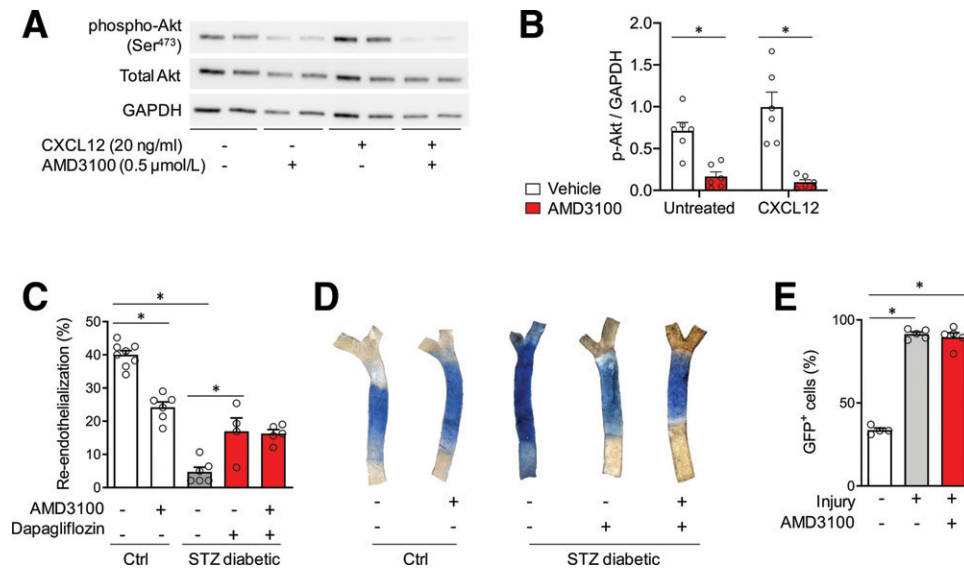 A
phospho-Akt
(Ser473)
Total Akt
GAPDH
CXCL12 (20 ng/ml) - - + +
AMD3100 (0.5 µmol/L) - + - +
B
p-Akt / GAPDH
2.0
1.5
1.0
0.5
0.0
* *
Untreated CXCL12
Vehicle
AMD3100
C
Re-endothelialization (%)
50
40
30
20
10
0
*
*
*
AMD3100 - + - - +
Dapagliflozin - - - + +
Ctrl STZ diabetic
D
- + - - +
- - - + +
Ctrl STZ diabetic
E
GFP+ cells (%)
100
50
0
*
*
Injury - + +
AMD3100 - - +